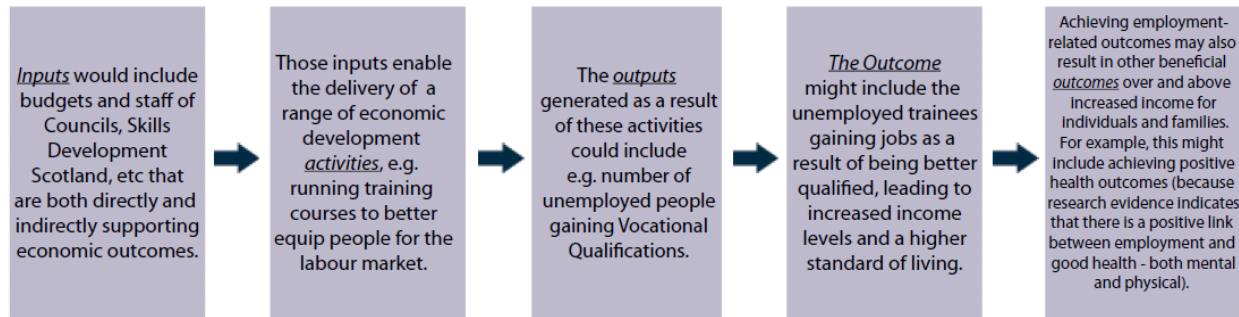 Inputs would include
budgets and staff of
Councils, Skills
Development
Scotland, etc that
are both directly and
indirectly supporting
economic outcomes.
Those inputs enable
the delivery of a
range of economic
development
activities, e.g.
running training
courses to better
equip people for the
labour market.
The outputs
generated as a result
of these activities
could include
e.g. number of
unemployed people
gaining Vocational
Qualifications.
The Outcome
might include the
unemployed trainees
gaining jobs as a
result of being better
qualified, leading to
increased income
levels and a higher
standard of living.
Achieving employment-
related outcomes may also
result in other beneficial
outcomes over and above
increased income for
individuals and families.
For example, this might
include achieving positive
health outcomes (because
research evidence indicates
that there is a positive link
between employment and
good health - both mental
and physical).